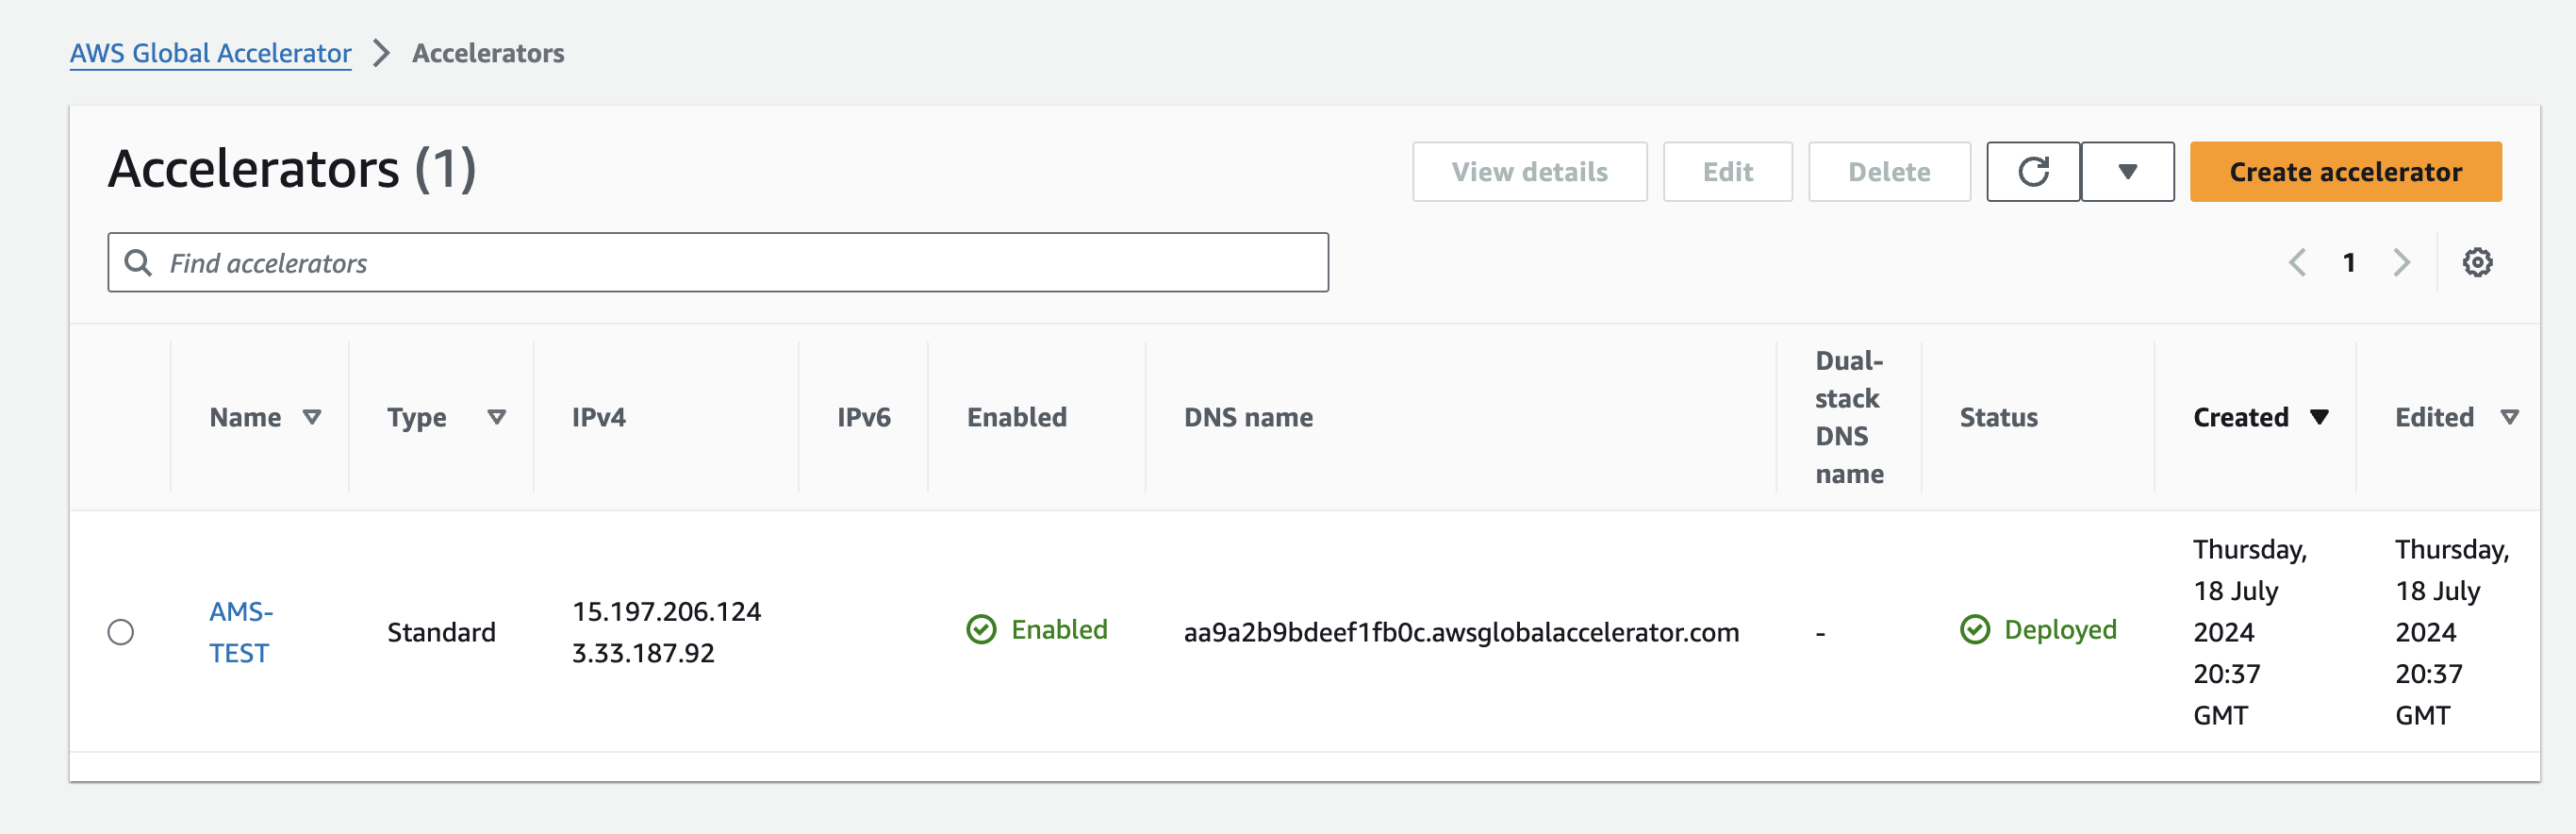 AWS Global Accelerator > Accelerators
Accelerators (1)
View details
Edit
Delete
Create accelerator
Find accelerators
1
Name
Type
IPv4
IPv6
Enabled
DNS name
Dual-
stack
DNS
name
Status
Created
Edited
AMS-
TEST
Standard
15.197.206.124
3.33.187.92
Enabled
aa9a2b9bdeef1fb0c.awsglobalaccelerator.com
-
Deployed
Thursday,
18 July
2024
20:37
GMT
Thursday,
18 July
2024
20:37
GMT